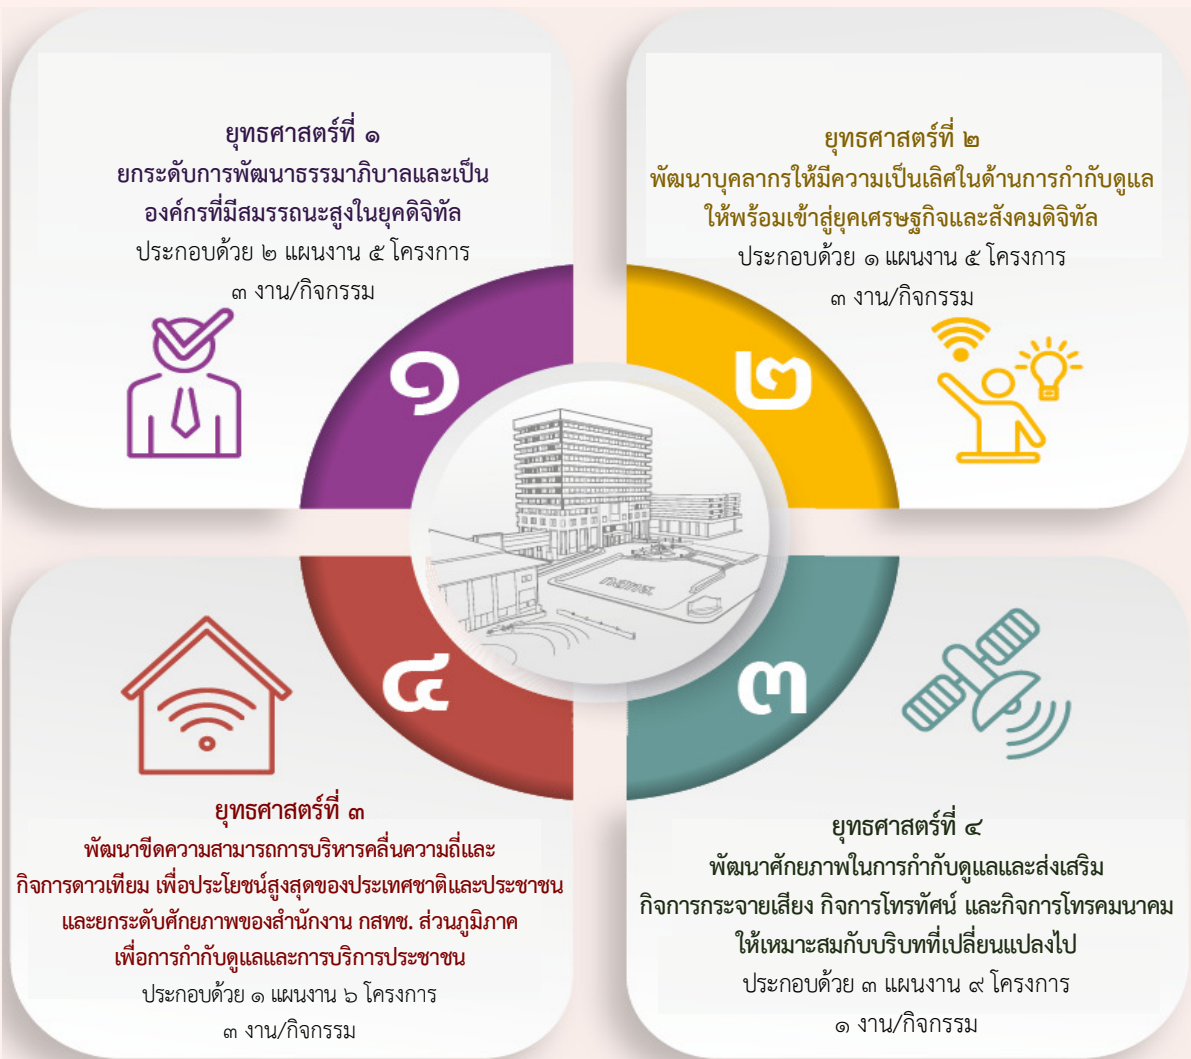 ยุทธศาสตร์ที่ ๑
ยกระดับการพัฒนาธรรมาภิบาลและเป็น
องค์กรที่มีสมรรถนะสูงในยุคดิจิทัล
ประกอบด้วย ๒ แผนงาน ๕ โครงการ
๓ งาน/กิจกรรม
๑
ยุทธศาสตร์ที่ ๒
พัฒนาบุคลากรให้มีความเป็นเลิศในด้านการกำกับดูแล
ให้พร้อมเข้าสู่ยุคเศรษฐกิจและสังคมดิจิทัล
ประกอบด้วย ๑ แผนงาน ๕ โครงการ
๓ งาน/กิจกรรม
๒
๔
ยุทธศาสตร์ที่ ๓
พัฒนาขีดความสามารถการบริหารคลื่นความถี่และ
กิจการดาวเทียม เพื่อประโยชน์สูงสุดของประเทศชาติและประชาชน
และยกระดับศักยภาพของสำนักงาน กสทช. ส่วนภูมิภาค
เพื่อการกำกับดูแลและการบริการประชาชน
ประกอบด้วย ๑ แผนงาน ๖ โครงการ
๓ งาน/กิจกรรม
๓
ยุทธศาสตร์ที่ ๔
พัฒนาศักยภาพในการกำกับดูแลและส่งเสริม
กิจการกระจายเสียง กิจการโทรทัศน์ และกิจการโทรคมนาคม
ให้เหมาะสมกับบริบทที่เปลี่ยนแปลงไป
ประกอบด้วย ๓ แผนงาน ๙ โครงการ
๑ งาน/กิจกรรม